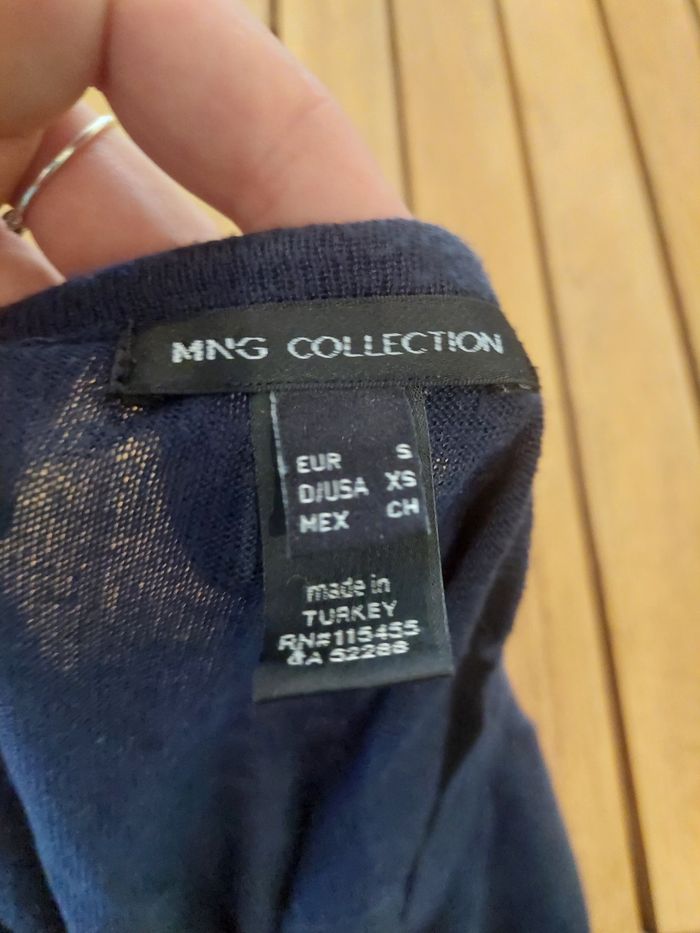 MNG COLLECTION
EUR S
D/USA XS
MEX CH
made in
TURKEY
RN#115455
CA 52288